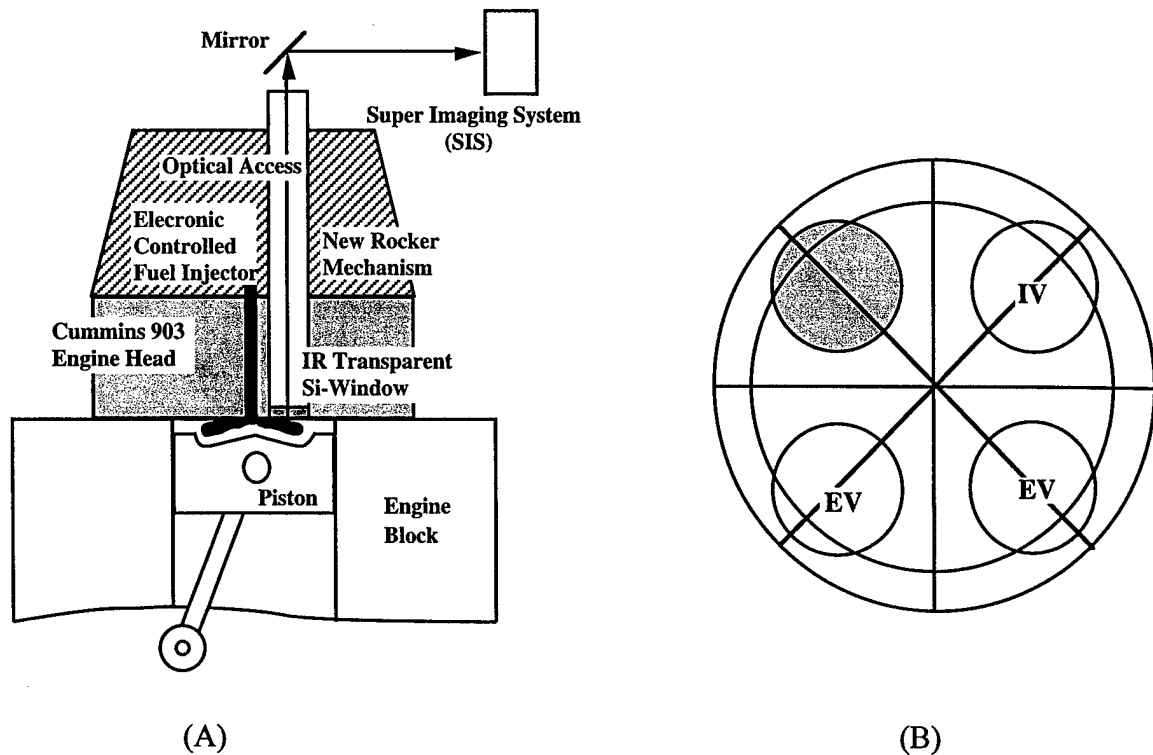 Mirror
Super Imaging System
(SIS)
Optical Access
Elecronic
Controlled
Fuel Injector
New Rocker
Mechanism
Cummins 903
Engine Head
IR Transparent
Si-Window
Piston
Engine
Block
(A)
IV
EV
EV
(B)